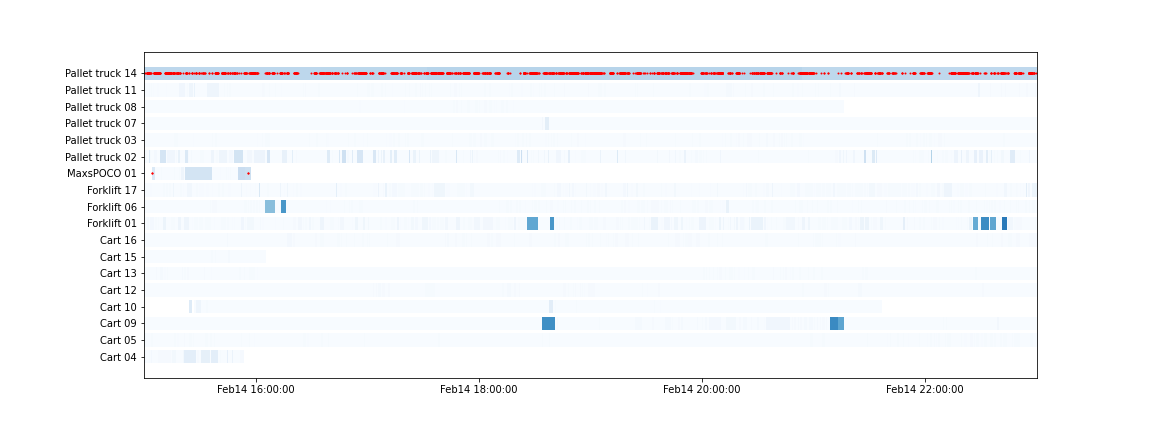 Pallet truck 14
Pallet truck 11
Pallet truck 08
Pallet truck 07
Pallet truck 03
Pallet truck 02
MaxsPOCO 01
Forklift 17
Forklift 06
Forklift 01
Cart 16
Cart 15
Cart 13
Cart 12
Cart 10
Cart 09
Cart 05
Cart 04
Feb14 16:00:00 Feb14 18:00:00 Feb14 20:00:00 Feb14 22:00:00